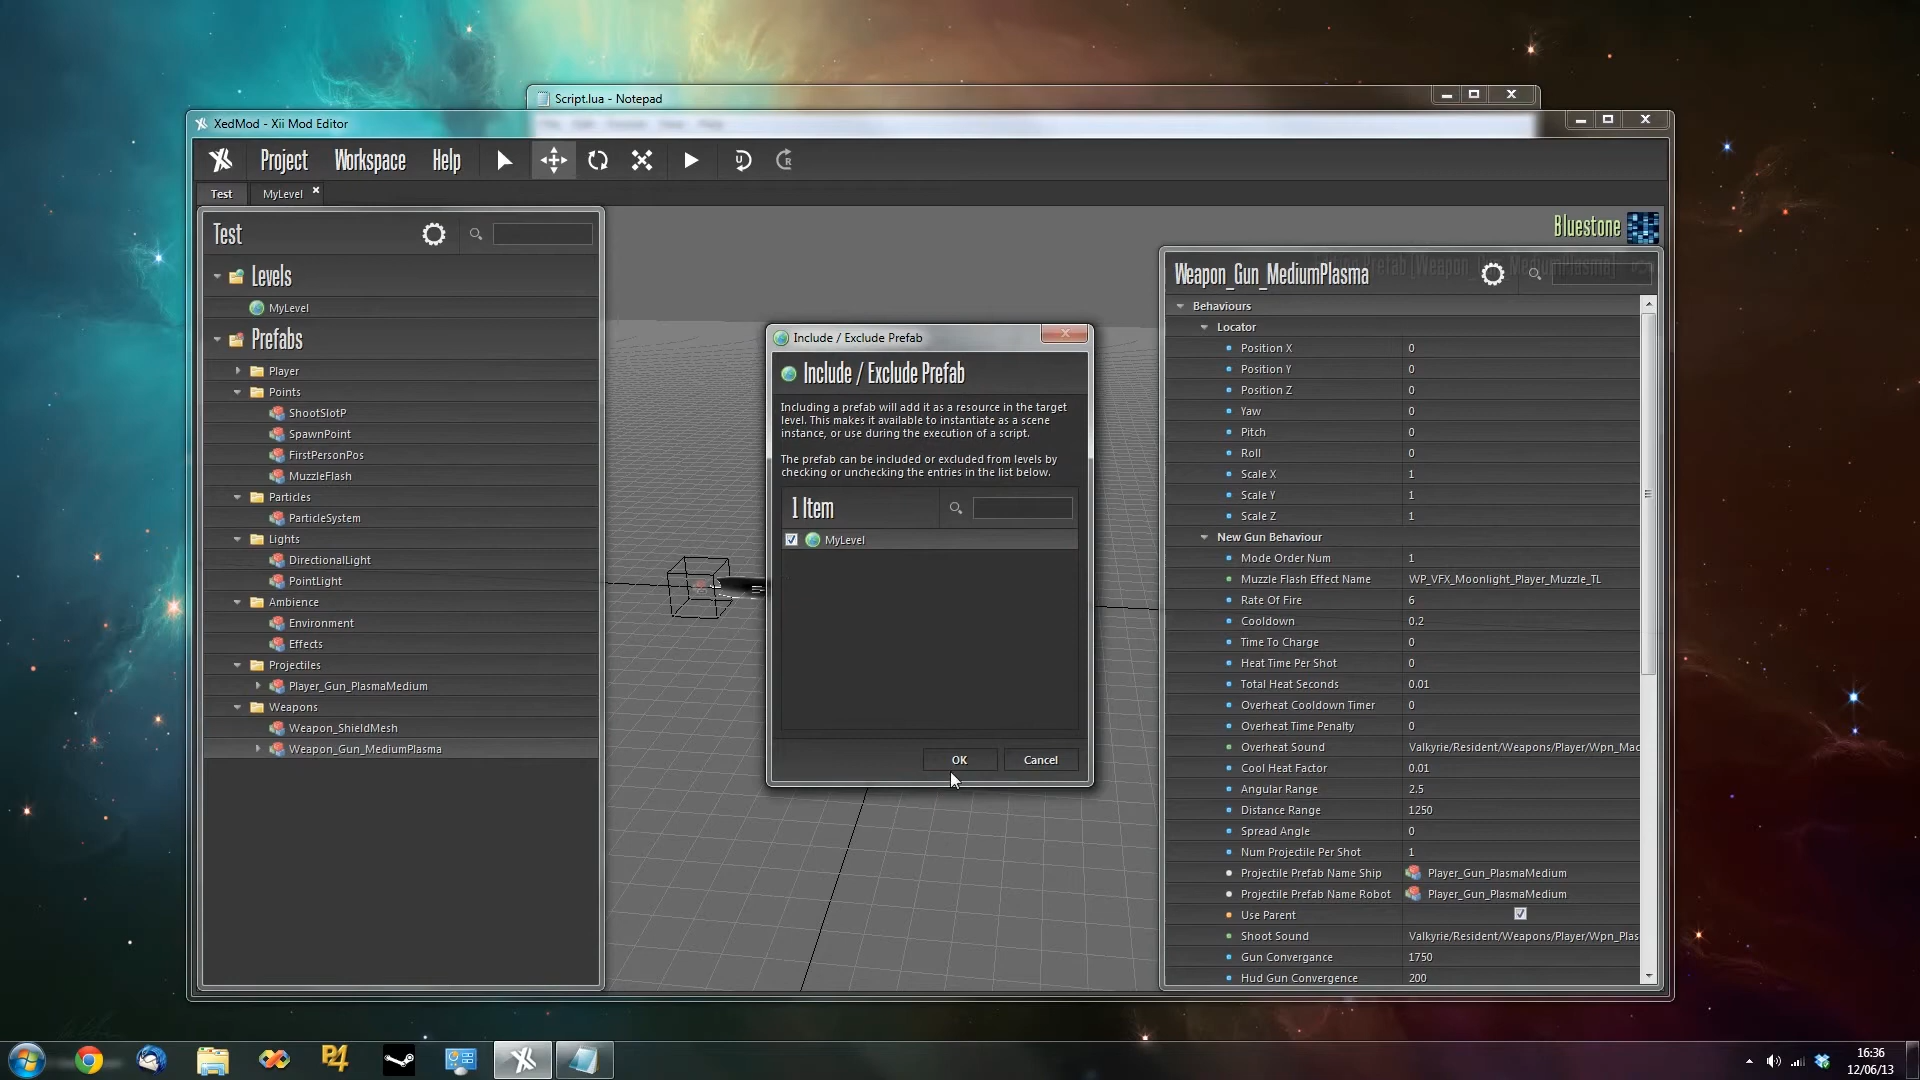 Script.lua - Notepad
XedMod - Xii Mod Editor
Project Workspace Help
Test MyLevel
Test
Levels
MyLevel
Prefabs
Player
Points
ShootSlotP
SpawnPoint
FirstPersonPos
MuzzleFlash
Particles
ParticleSystem
Lights
DirectionalLight
PointLight
Ambience
Environment
Effects
Projectiles
Player_Gun_PlasmaMedium
Weapons
Weapon_ShieldMesh
Weapon_Gun_MediumPlasma
Include / Exclude Prefab
Include / Exclude Prefab
Including a prefab will add it as a resource in the target
level. This makes it available to instantiate as a scene
instance, or use during the execution of a script.
The prefab can be included or excluded from levels by
checking or unchecking the entries in the list below.
1 Item
MyLevel
OK Cancel
Bluestone
Weapon_Gun_MediumPlasma
Behaviours
Locator
Position X 0
Position Y 0
Position Z 0
Yaw 0
Pitch 0
Roll 0
Scale X 1
Scale Y 1
Scale Z 1
New Gun Behaviour
Mode Order Num 1
Muzzle Flash Effect Name WP_VFX_Moonlight_Player_Muzzle_TL
Rate Of Fire 6
Cooldown 0.2
Time To Charge 0
Heat Time Per Shot 0
Total Heat Seconds 0.01
Overheat Cooldown Timer 0
Overheat Time Penalty 0
Overheat Sound Valkyrie/Resident/Weapons/Player/Wpn_Mac
Cool Heat Factor 0.01
Angular Range 2.5
Distance Range 1250
Spread Angle 0
Num Projectile Per Shot 1
Projectile Prefab Name Ship Player_Gun_PlasmaMedium
Projectile Prefab Name Robot Player_Gun_PlasmaMedium
Use Parent
Shoot Sound Valkyrie/Resident/Weapons/Player/Wpn_Plas
Gun Convergance 1750
Hud Gun Convergence 200
P4
16:36
12/06/13